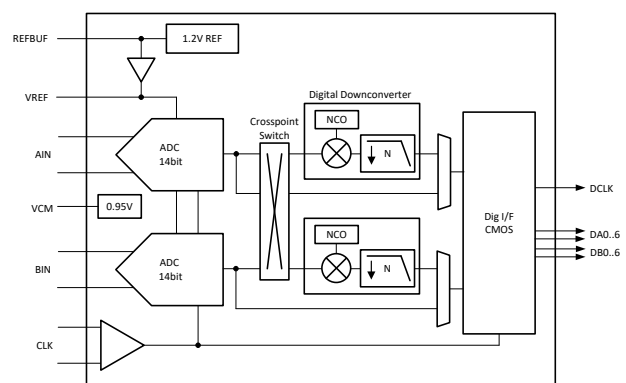 REFBUF
1.2V REF
VREF
Digital Downconverter
Crosspoint
Switch
NCO
ADC
14bit
N
AIN
Dig I/F
CMOS
DCLK
VCM
0.95V
DA0..6
DB0..6
NCO
BIN
ADC
14bit
N
CLK